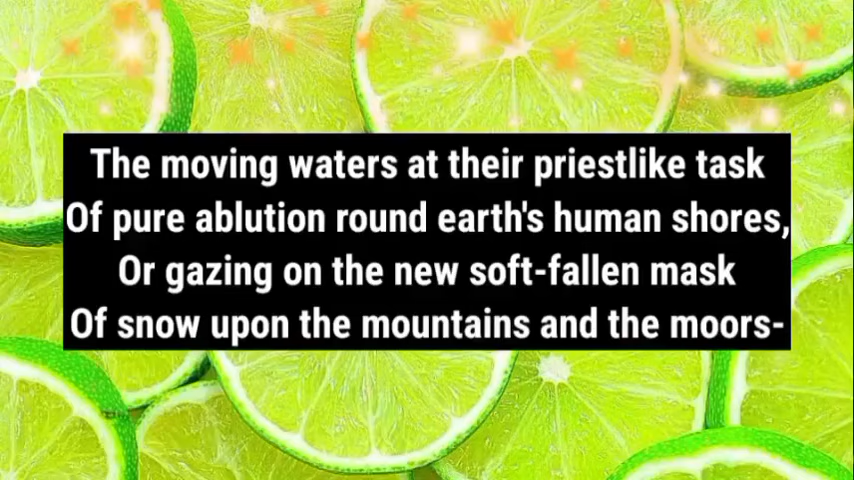 The moving waters at their priestlike task
Of pure ablution round earth's human shores,
Or gazing on the new soft-fallen mask
Of snow upon the mountains and the moors-